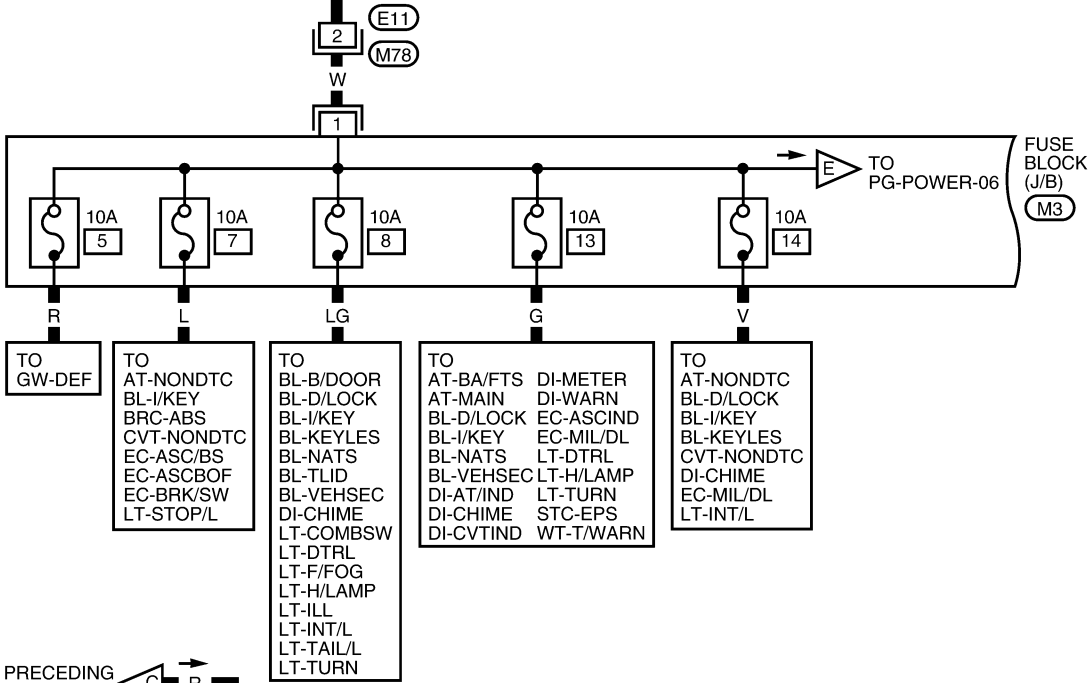 E11
2
M78
W
1
FUSE
BLOCK
(J/B)
M3
E
TO
PG-POWER-06
10A
5
10A
7
10A
8
10A
13
10A
14
R
L
LG
G
V
TO
GW-DEF
TO
AT-NONDTC
BL-I/KEY
BRC-ABS
CVT-NONDTC
EC-ASC/BS
EC-ASCBOF
EC-BRK/SW
LT-STOP/L
TO
BL-B/DOOR
BL-D/LOCK
BL-I/KEY
BL-KEYLES
BL-NATS
BL-TLID
BL-VEHSEC
DI-CHIME
LT-COMBSW
LT-DTRL
LT-F/FOG
LT-H/LAMP
LT-ILL
LT-INT/L
LT-TAIL/L
LT-TURN
TO
AT-BA/FTS DI-METER
AT-MAIN DI-WARN
BL-D/LOCK EC-ASCIND
BL-I/KEY EC-MIL/DL
BL-NATS LT-DTRL
BL-VEHSEC LT-H/LAMP
DI-AT/IND LT-TURN
DI-CHIME STC-EPS
DI-CVTIND WT-T/WARN
TO
AT-NONDTC
BL-D/LOCK
BL-I/KEY
BL-KEYLES
CVT-NONDTC
DI-CHIME
EC-MIL/DL
LT-INT/L
PRECEDING